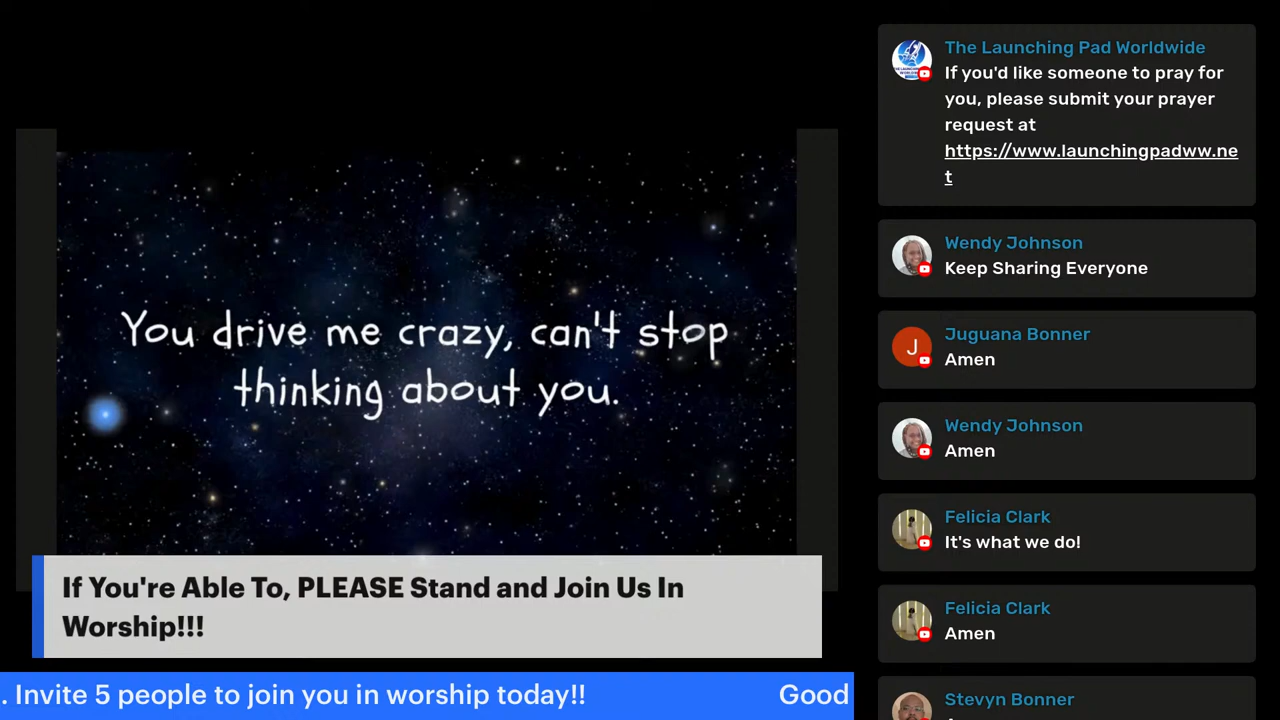 You drive me crazy, can't stop
thinking about you.
If You're Able To, PLEASE Stand and Join Us In
Worship!!!
. Invite 5 people to join you in worship today!!
Good
The Launching Pad Worldwide
If you'd like someone to pray for
you, please submit your prayer
request at
https://www.launchingpadww.ne
t
Wendy Johnson
Keep Sharing Everyone
J
Juguana Bonner
Amen
Wendy Johnson
Amen
Felicia Clark
It's what we do!
Felicia Clark
Amen
Stevyn Bonner